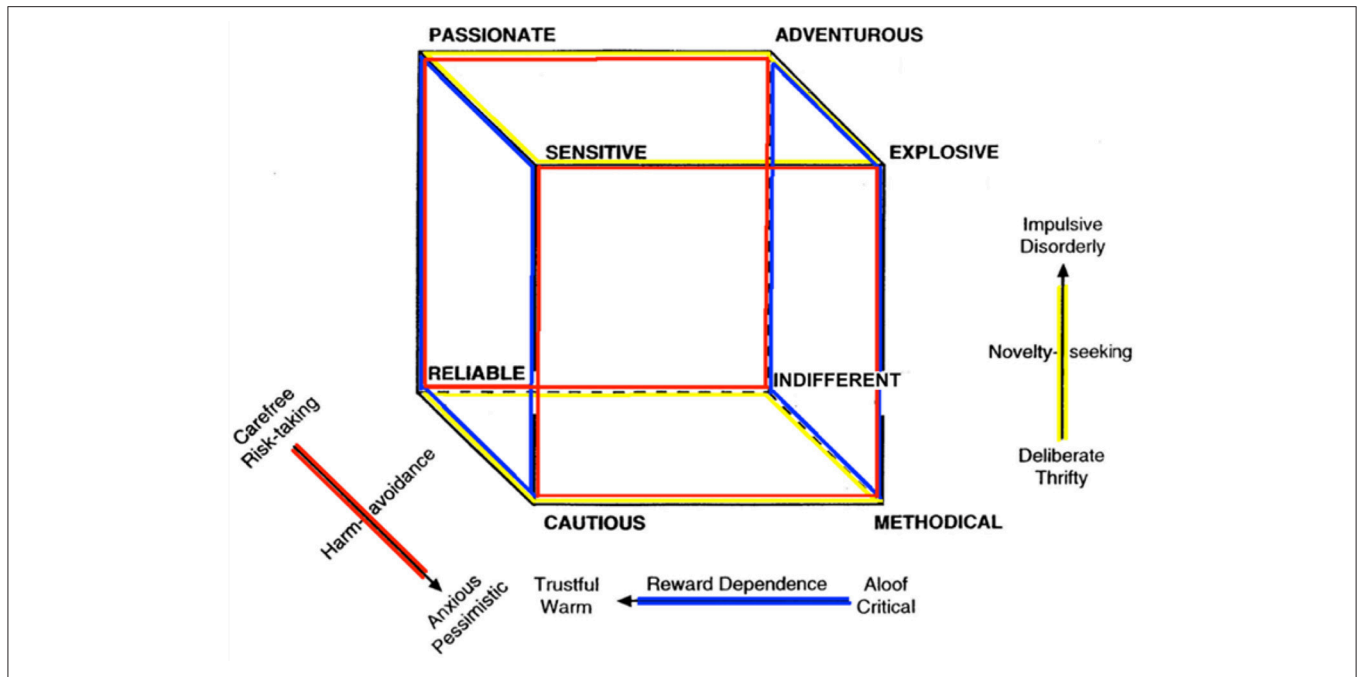 PASSIONATE
ADVENTUROUS
SENSITIVE
EXPLOSIVE
Impulsive
Disorderly
Novelty-seeking
RELIABLE
INDIFFERENT
Carefree
Risk-taking
Harm-avoidance
Anxious
Pessimistic
Deliberate
Thrifty
CAUTIOUS
METHODICAL
Trustful
Warm
Reward Dependence
Aloof
Critical